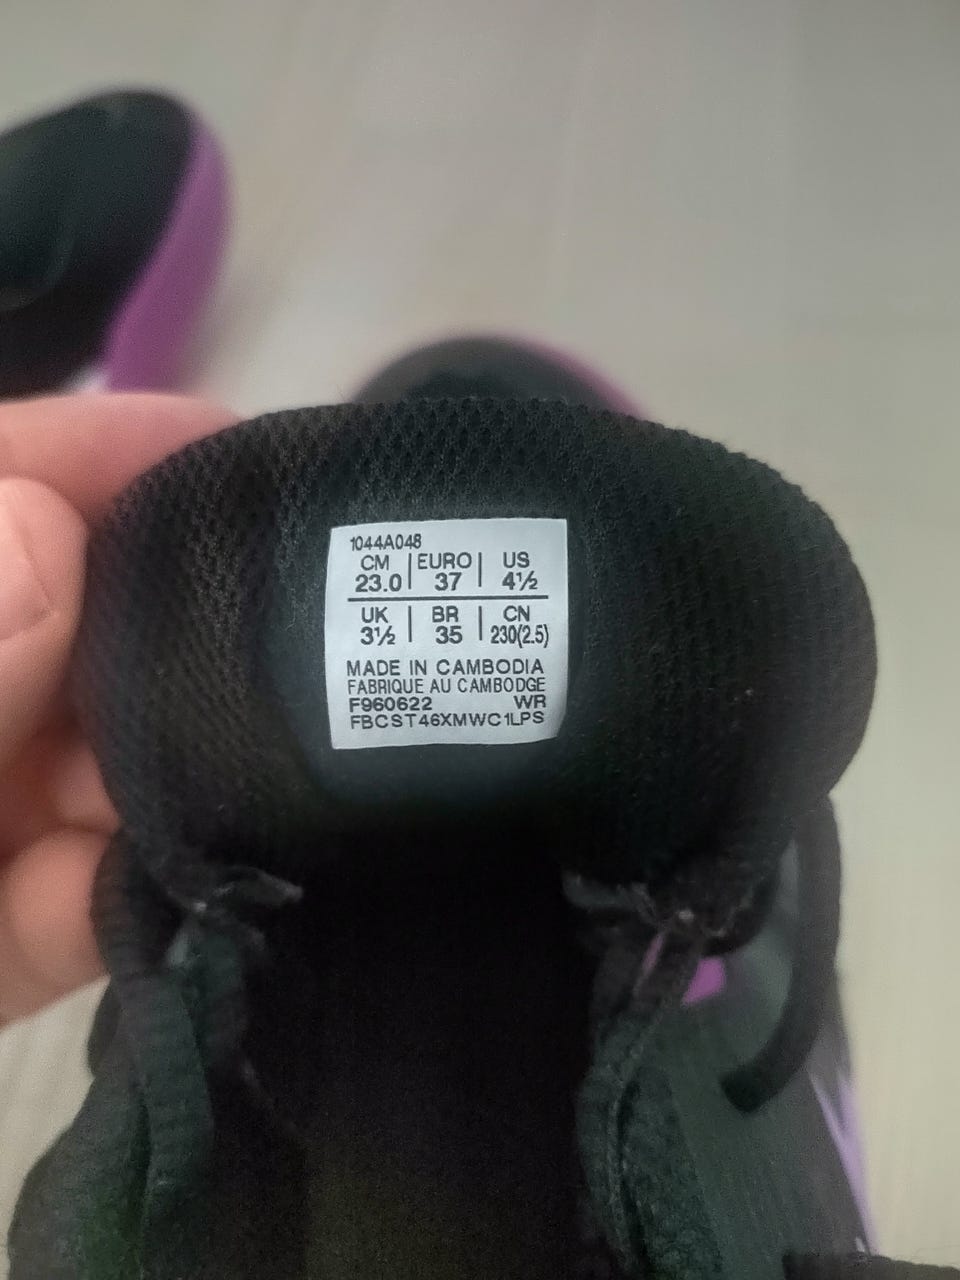 1044A048
CM | EURO | US
23.0 | 37 | 4½
UK | BR | CN
3½ | 35 | 230(2.5)
MADE IN CAMBODIA
FABRIQUE AU CAMBODGE
F960622 WR
FBCST46XMWC1LPS